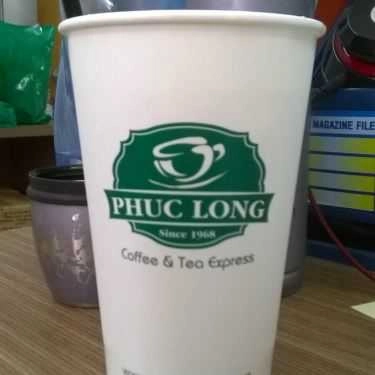 PHUC LONG
Since 1968
Coffee & Tea Express
MAGAZINE FILE